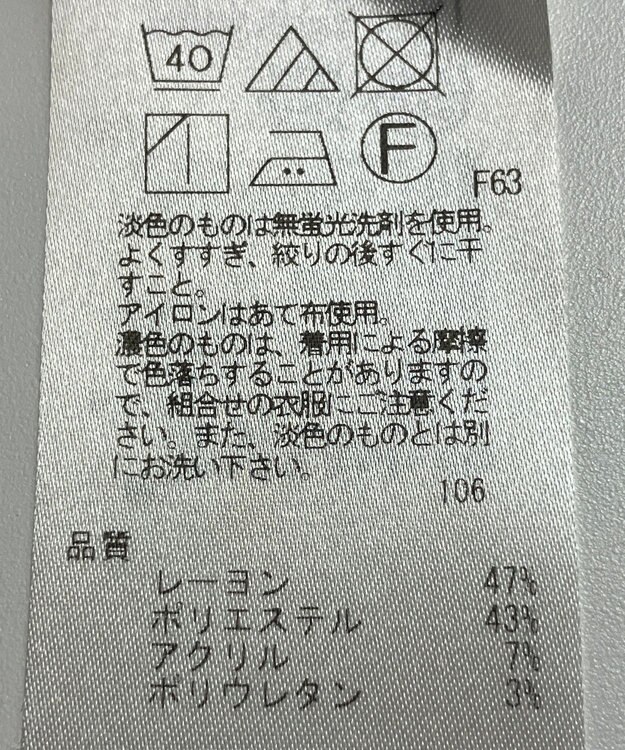 40
F
F63
淡色のものは無蛍光洗剤を使用。
よくすすぎ、絞りの後すぐに干
すこと。
アイロンはあて布使用。
濃色のものは、着用による摩擦
で色落ちすることがありますの
で、組合せの衣服にご注意くだ
さい。また、淡色のものとは別
にお洗い下さい。
106
品質
レーヨン 47%
ポリエステル 43%
アクリル 7%
ポリウレタン 3%